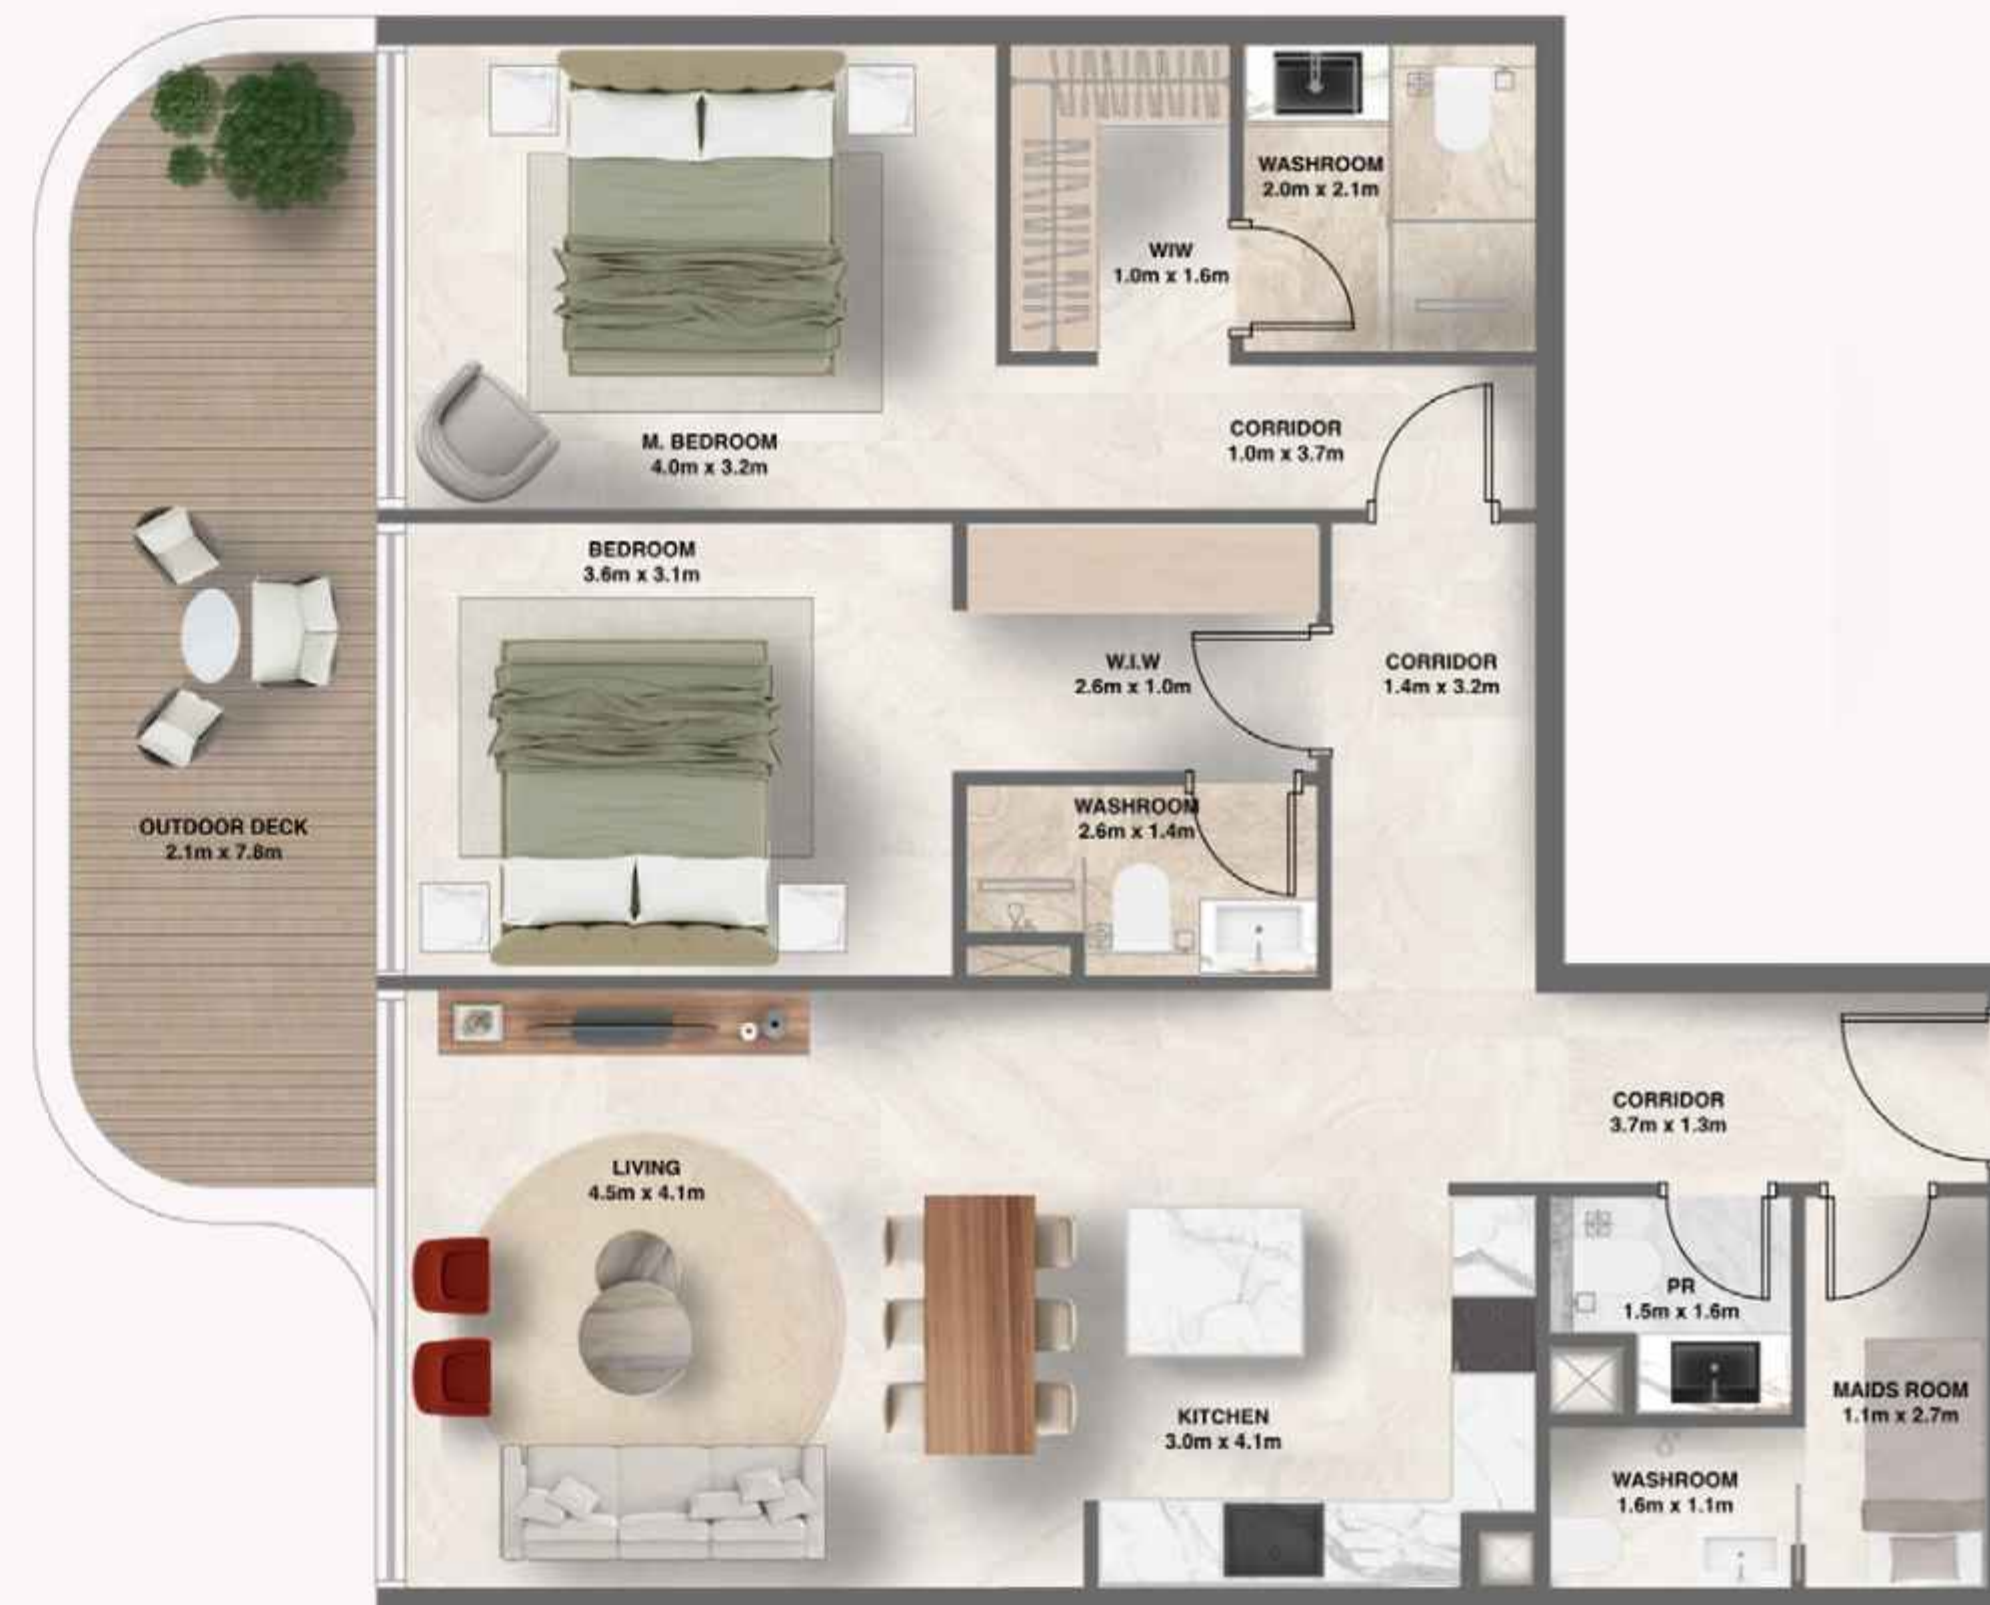 WASHROOM
2.0m x 2.1m
WIW
1.0m x 1.6m
M. BEDROOM
4.0m x 3.2m
CORRIDOR
1.0m x 3.7m
BEDROOM
3.6m x 3.1m
W.I.W
2.6m x 1.0m
CORRIDOR
1.4m x 3.2m
WASHROOM
2.6m x 1.4m
OUTDOOR DECK
2.1m x 7.8m
CORRIDOR
3.7m x 1.3m
LIVING
4.5m x 4.1m
PR
1.5m x 1.6m
KITCHEN
3.0m x 4.1m
MAIDS ROOM
1.1m x 2.7m
WASHROOM
1.6m x 1.1m